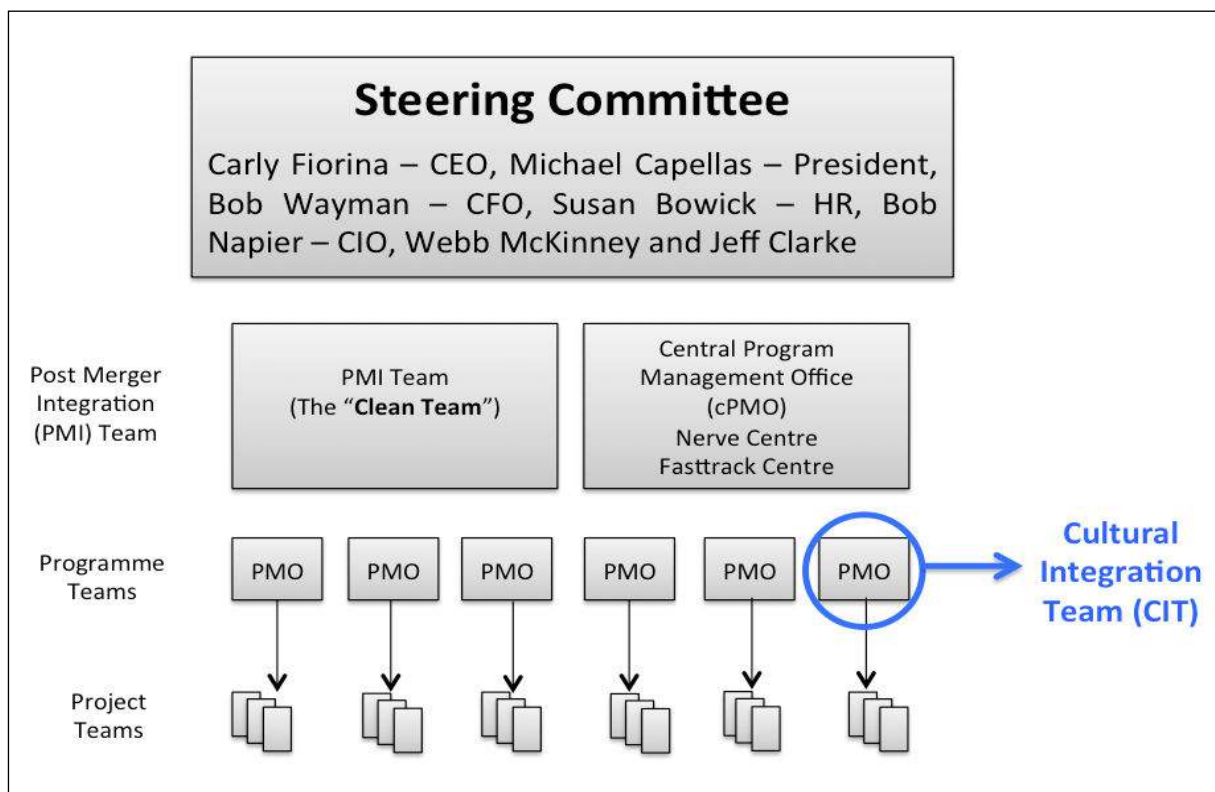 Steering Committee
Carly Fiorina – CEO, Michael Capellas – President,
Bob Wayman – CFO, Susan Bowick – HR, Bob
Napier – CIO, Webb McKinney and Jeff Clarke
Post Merger
Integration
(PMI) Team
PMI Team
(The “Clean Team”)
Central Program
Management Office
(cPMO)
Nerve Centre
Fasttrack Centre
Programme
Teams
PMO
PMO
PMO
PMO
PMO
PMO
Cultural
Integration
Team (CIT)
Project
Teams